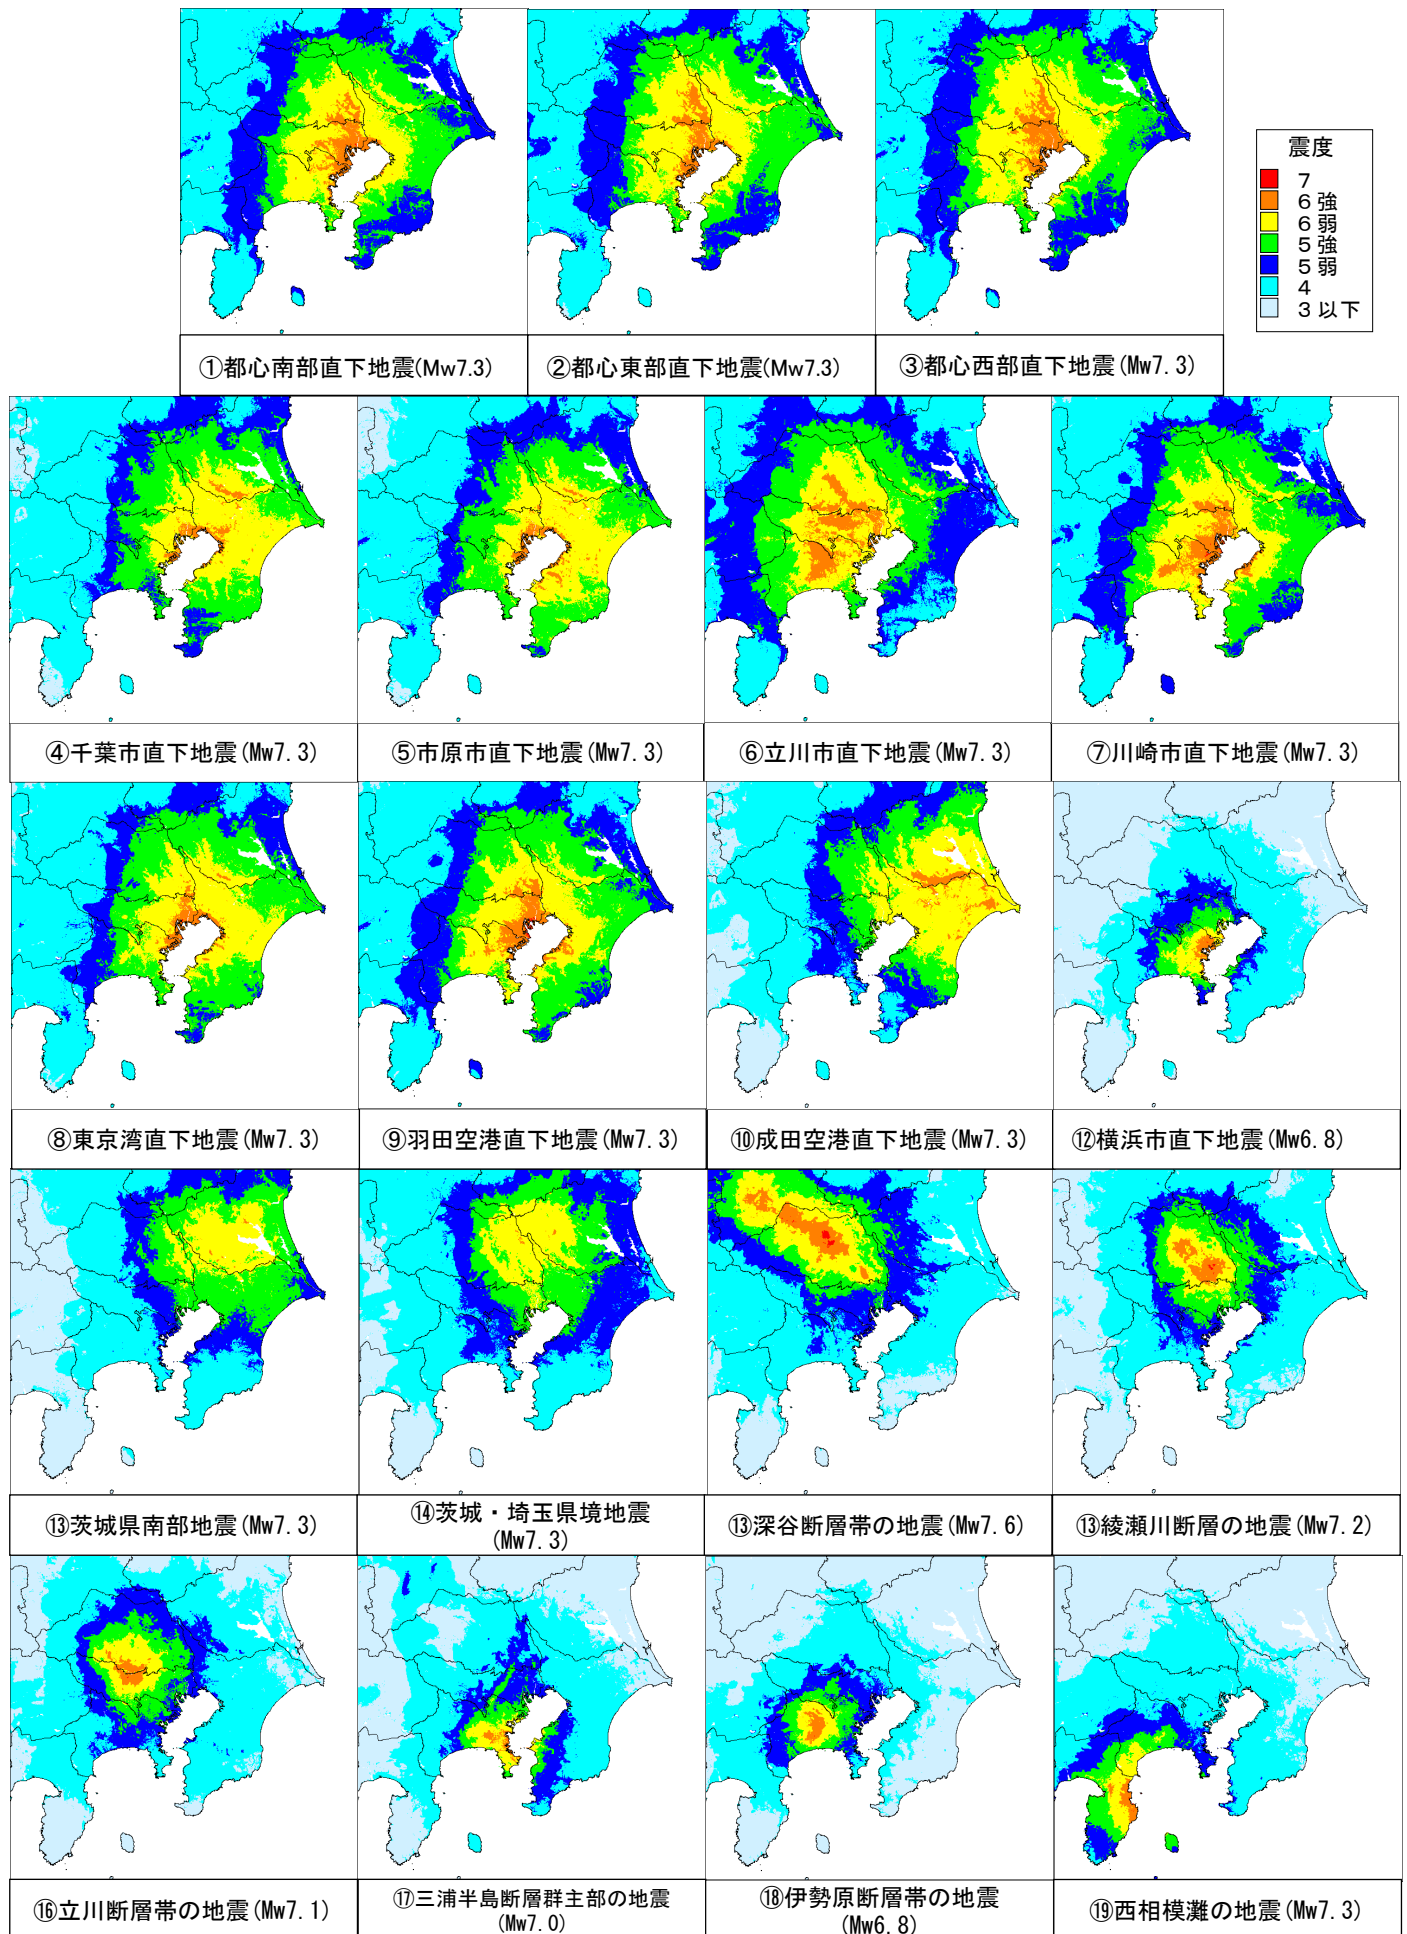 震度
7
6強
6弱
5強
5弱
4
3以下
①都心南部直下地震(Mw7.3)
②都心東部直下地震(Mw7.3)
③都心西部直下地震(Mw7.3)
④千葉市直下地震(Mw7.3)
⑤市原市直下地震(Mw7.3)
⑥立川市直下地震(Mw7.3)
⑦川崎市直下地震(Mw7.3)
⑧東京湾直下地震(Mw7.3)
⑨羽田空港直下地震(Mw7.3)
⑩成田空港直下地震(Mw7.3)
⑫横浜市直下地震(Mw6.8)
⑬茨城県南部地震(Mw7.3)
⑭茨城・埼玉県境地震
(Mw7.3)
⑬深谷断層帯の地震(Mw7.6)
⑬綾瀬川断層の地震(Mw7.2)
⑯立川断層帯の地震(Mw7.1)
⑰三浦半島断層群主部の地震
(Mw7.0)
⑱伊勢原断層帯の地震
(Mw6.8)
⑲西相模灘の地震(Mw7.3)